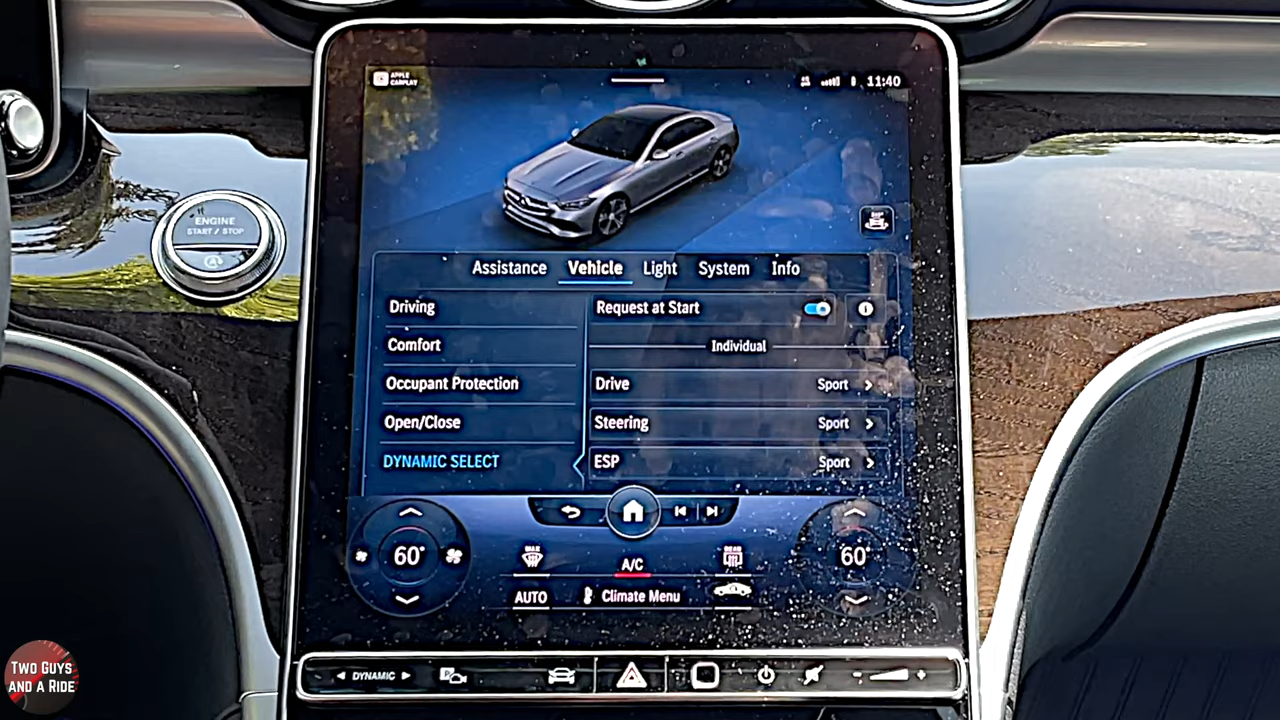 APPLE
CARPLAY
11:40
ENGINE
START / STOP
Assistance Vehicle Light System Info
Driving
Request at Start
Comfort
Individual
Occupant Protection
Drive Sport
Open/Close
Steering Sport
DYNAMIC SELECT
ESP Sport
60°
MAX
REAR
60°
A/C
AUTO
Climate Menu
DYNAMIC
- +
TWO GUYS
AND A RIDE